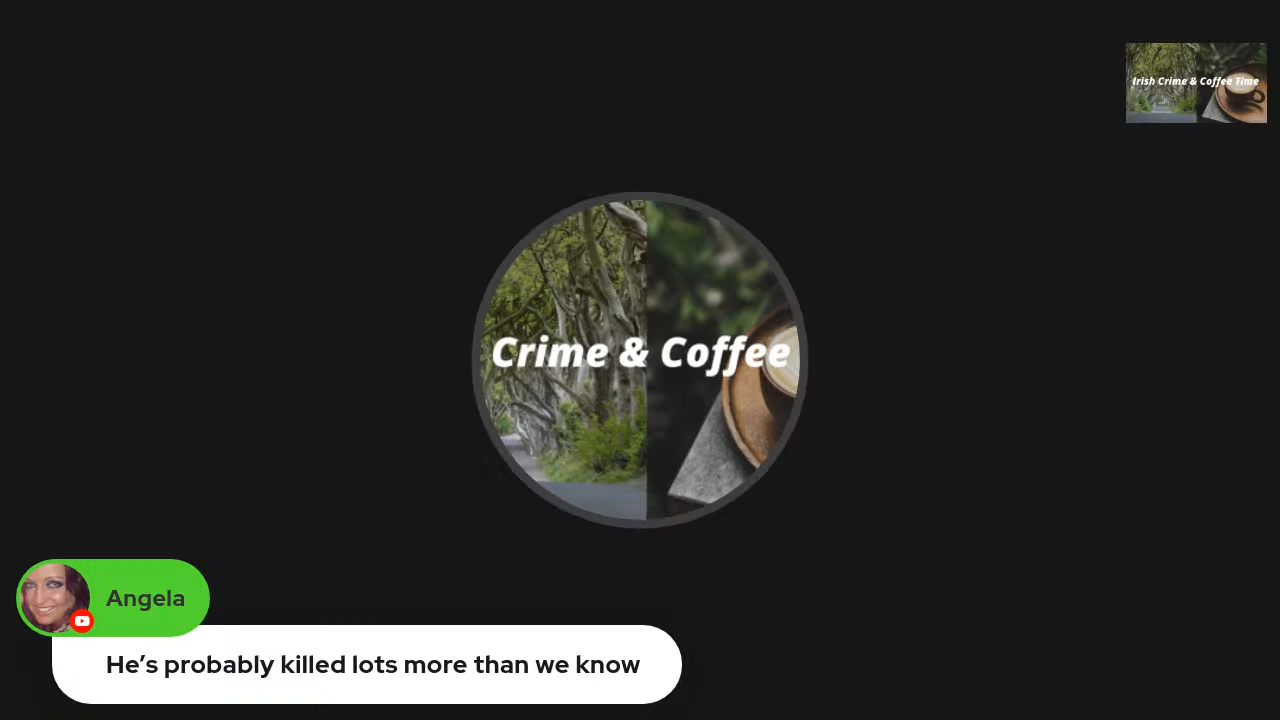 Irish Crime & Coffee Time
Crime & Coffee
Angela
He's probably killed lots more than we know